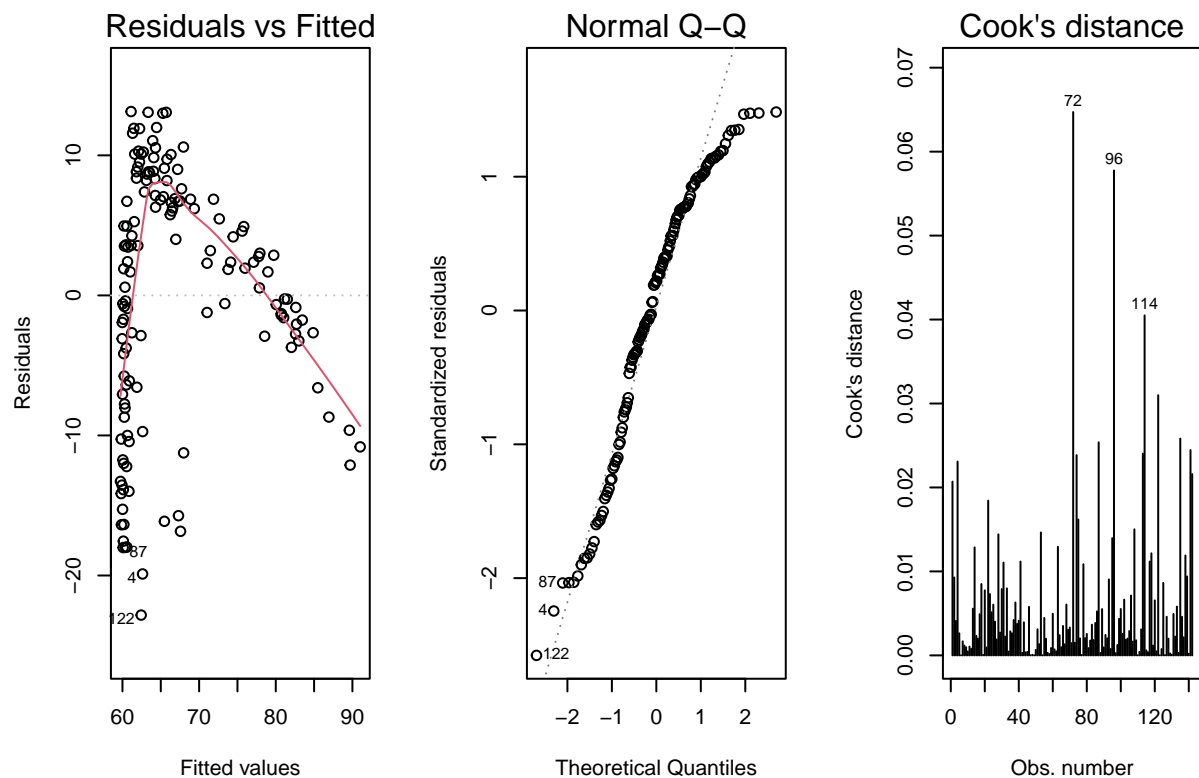 Residuals vs Fitted
Residuals
10
0
−10
−20
87
4
122
60 70 80 90
Fitted values
Normal Q−Q
Standardized residuals
1
0
−1
−2
87
4
122
−2 −1 0 1 2
Theoretical Quantiles
Cook's distance
Cook's distance
0.07
0.06
0.05
0.04
0.03
0.02
0.01
0.00
72
96
114
0 40 80 120
Obs. number